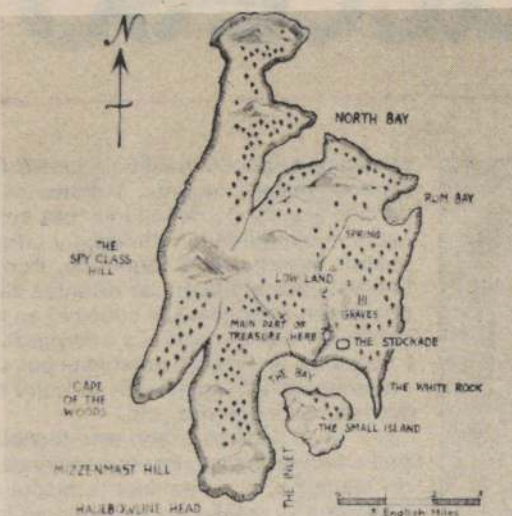 N
NORTH BAY
RUM BAY
SPRING
THE
SPY GLASS
HILL
LOW LAND
GRAVES
MAIN PART OF
TREASURE HERE
THE STOCKADE
THE BAY
THE WHITE ROCK
CAPE
OF THE
WOODS
THE SMALL ISLAND
MIZZENMAST HILL
THE INLET
HAULBOWLINE HEAD
English Miles